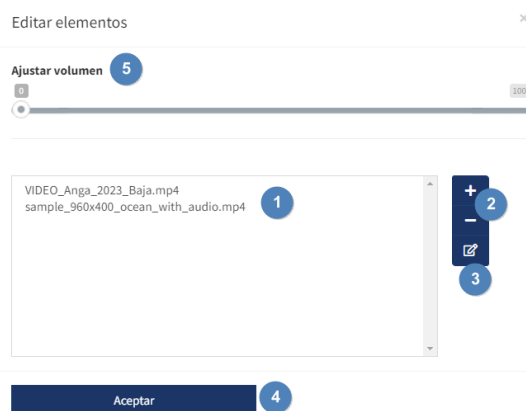 Editar elementos
×
Ajustar volumen 5
0 100
VIDEO_Anga_2023_Baja.mp4
sample_960x400_ocean_with_audio.mp4
1
+
2
−
3
Aceptar 4